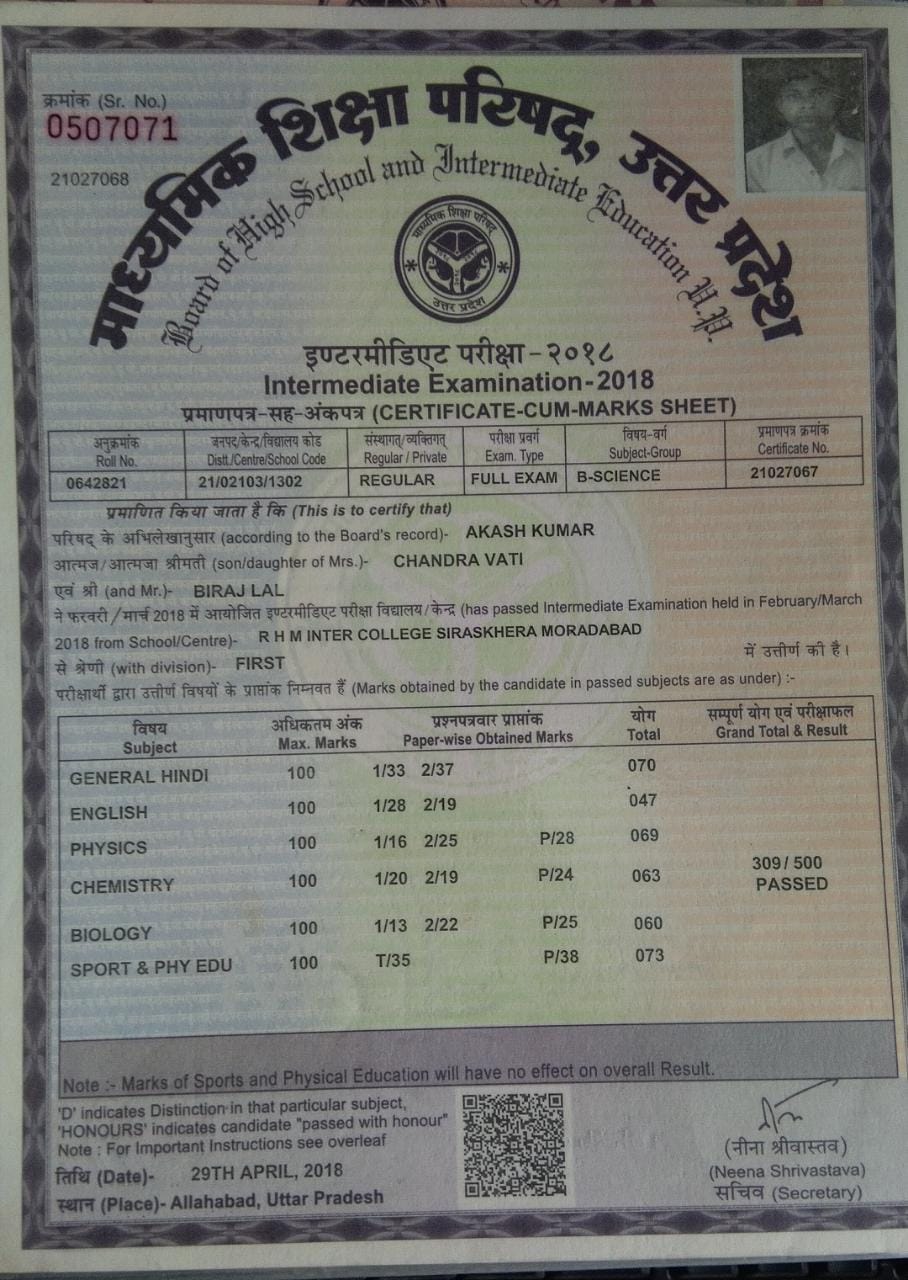 क्रमांक (Sr. No.)
0507071
21027068
माध्यमिक शिक्षा परिषद्, उत्तर प्रदेश
Board of High School and Intermediate Education U.P.
माध्यमिक शिक्षा परिषद्
उत्तर प्रदेश
इण्टरमीडिएट परीक्षा-२०१८
Intermediate Examination-2018
प्रमाणपत्र-सह-अंकपत्र (CERTIFICATE-CUM-MARKS SHEET)
अनुक्रमांक जनपद/केन्द्र/विद्यालय कोड संस्थागत्/व्यक्तिगत् परीक्षा प्रवर्ग विषय-वर्ग प्रमाणपत्र क्रमांक
Roll No. Distt./Centre/School Code Regular / Private Exam. Type Subject-Group Certificate No.
0642821 21/02103/1302 REGULAR FULL EXAM B-SCIENCE 21027067
प्रमाणित किया जाता है कि (This is to certify that)
परिषद् के अभिलेखानुसार (according to the Board's record)- AKASH KUMAR
आत्मज/आत्मजा श्रीमती (son/daughter of Mrs.)- CHANDRA VATI
एवं श्री (and Mr.)- BIRAJ LAL
ने फरवरी/मार्च 2018 में आयोजित इण्टरमीडिएट परीक्षा विद्यालय/केन्द्र (has passed Intermediate Examination held in February/March
2018 from School/Centre)- R H M INTER COLLEGE SIRASKHERA MORADABAD
से श्रेणी (with division)- FIRST में उत्तीर्ण की है।
परीक्षार्थी द्वारा उत्तीर्ण विषयों के प्राप्तांक निम्नवत हैं (Marks obtained by the candidate in passed subjects are as under) :-
विषय अधिकतम अंक प्रश्नपत्रवार प्राप्तांक योग सम्पूर्ण योग एवं परीक्षाफल
Subject Max. Marks Paper-wise Obtained Marks Total Grand Total & Result
GENERAL HINDI 100 1/33 2/37 070
ENGLISH 100 1/28 2/19 047
PHYSICS 100 1/16 2/25 P/28 069
309/ 500
CHEMISTRY 100 1/20 2/19 P/24 063
PASSED
BIOLOGY 100 1/13 2/22 P/25 060
SPORT & PHY EDU 100 T/35 P/38 073
Note :- Marks of Sports and Physical Education will have no effect on overall Result.
'D' indicates Distinction in that particular subject,
'HONOURS' indicates candidate "passed with honour"
Note : For Important Instructions see overleaf
तिथि (Date)- 29TH APRIL, 2018
स्थान (Place)- Allahabad, Uttar Pradesh
(नीना श्रीवास्तव)
(Neena Shrivastava)
सचिव (Secretary)